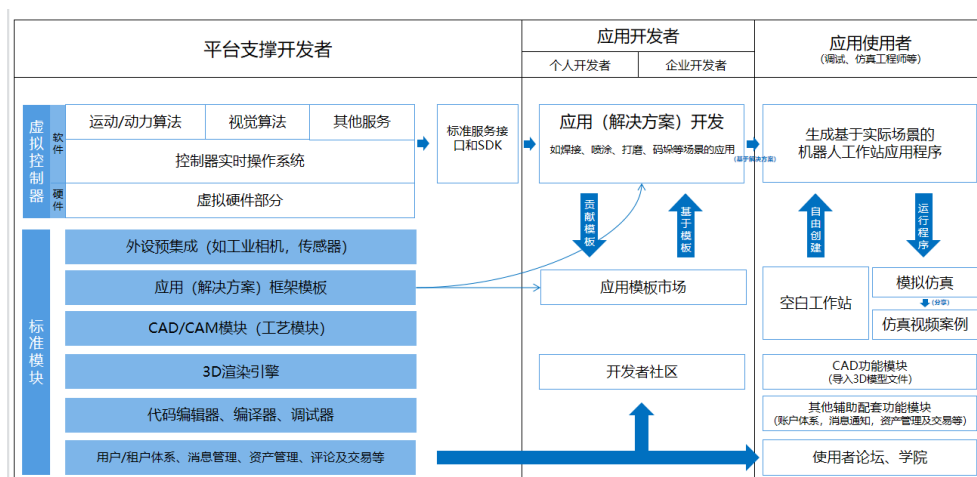 平台支撑开发者
应用开发者
个人开发者
企业开发者
应用使用者
(调试、仿真工程师等)
虚拟控制器
软件
硬件
运动/动力算法
视觉算法
其他服务
控制器实时操作系统
虚拟硬件部分
标准服务接
口和SDK
应用（解决方案）开发
如焊接、喷涂、打磨、码垛等场景的应用
(基于解决方案)
生成基于实际场景的
机器人工作站应用程序
贡献模板
基于模板
自由创建
运行程序
标准模块
外设预集成（如工业相机，传感器）
应用（解决方案）框架模板
CAD/CAM模块（工艺模块）
3D渲染引擎
代码编辑器、编译器、调试器
用户/租户体系、消息管理、资产管理、评论及交易等
应用模板市场
开发者社区
空白工作站
模拟仿真
(分享)
仿真视频案例
CAD功能模块
(导入3D模型文件)
其他辅助配套功能模块
(账户体系，消息通知，资产管理及交易等)
使用者论坛、学院